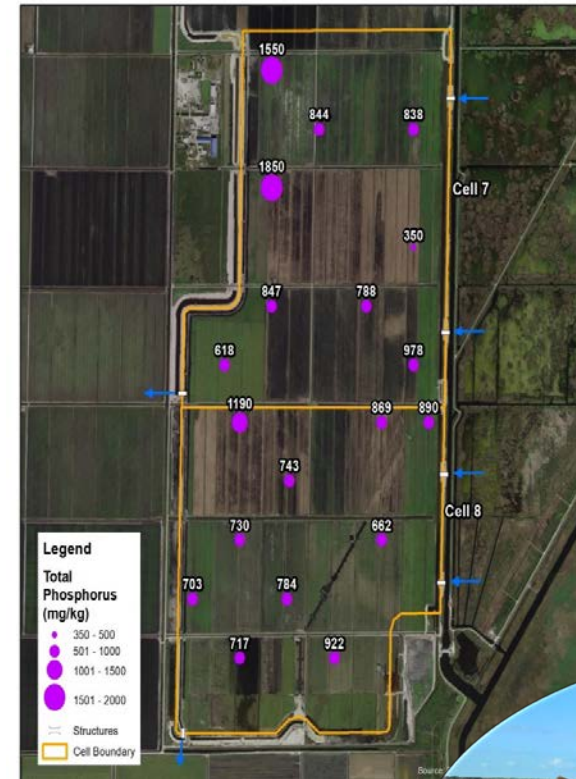 1550
844 838
1850
Cell 7
350
847 788
618 978
1190 869 890
743
Cell 8
730 662
703 784
717 922
Legend
Total
Phosphorus
(mg/kg)
350 - 500
501 - 1000
1001 - 1500
1501 - 2000
Structures
Cell Boundary
Source